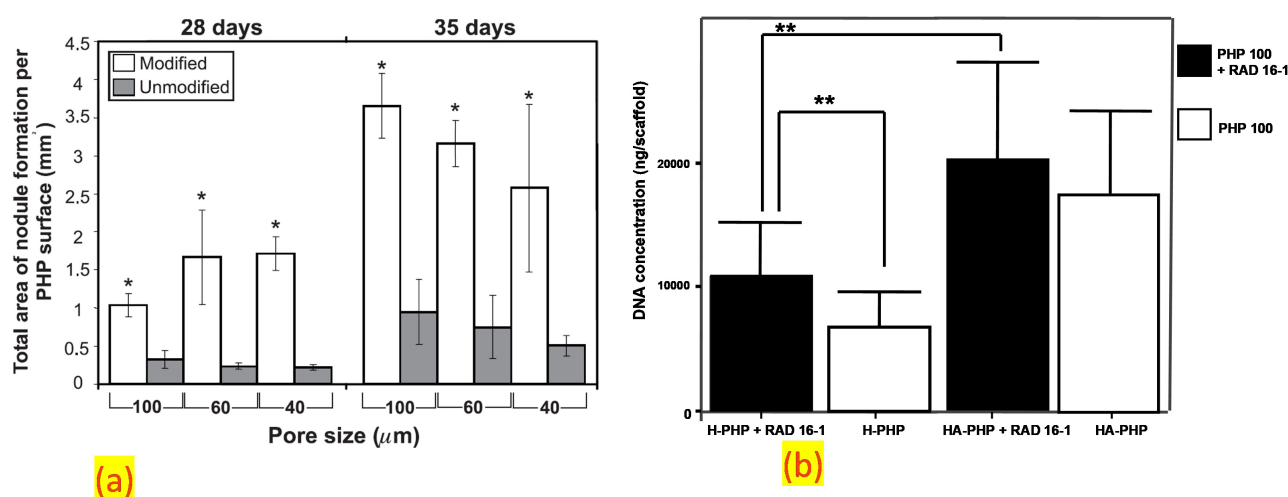 28 days 35 days
Total area of nodule formation per
PHP surface (mm²)
4.5
4
3.5
3
2.5
2
1.5
1
0.5
0
Modified
Unmodified
* * * * * *
100 60 40 100 60 40
Pore size (μm)
(a)
DNA concentration (ng/scaffold)
20000
10000
0
**
**
PHP 100
+ RAD 16-1
PHP 100
H-PHP + RAD 16-1 H-PHP HA-PHP + RAD 16-1 HA-PHP
(b)